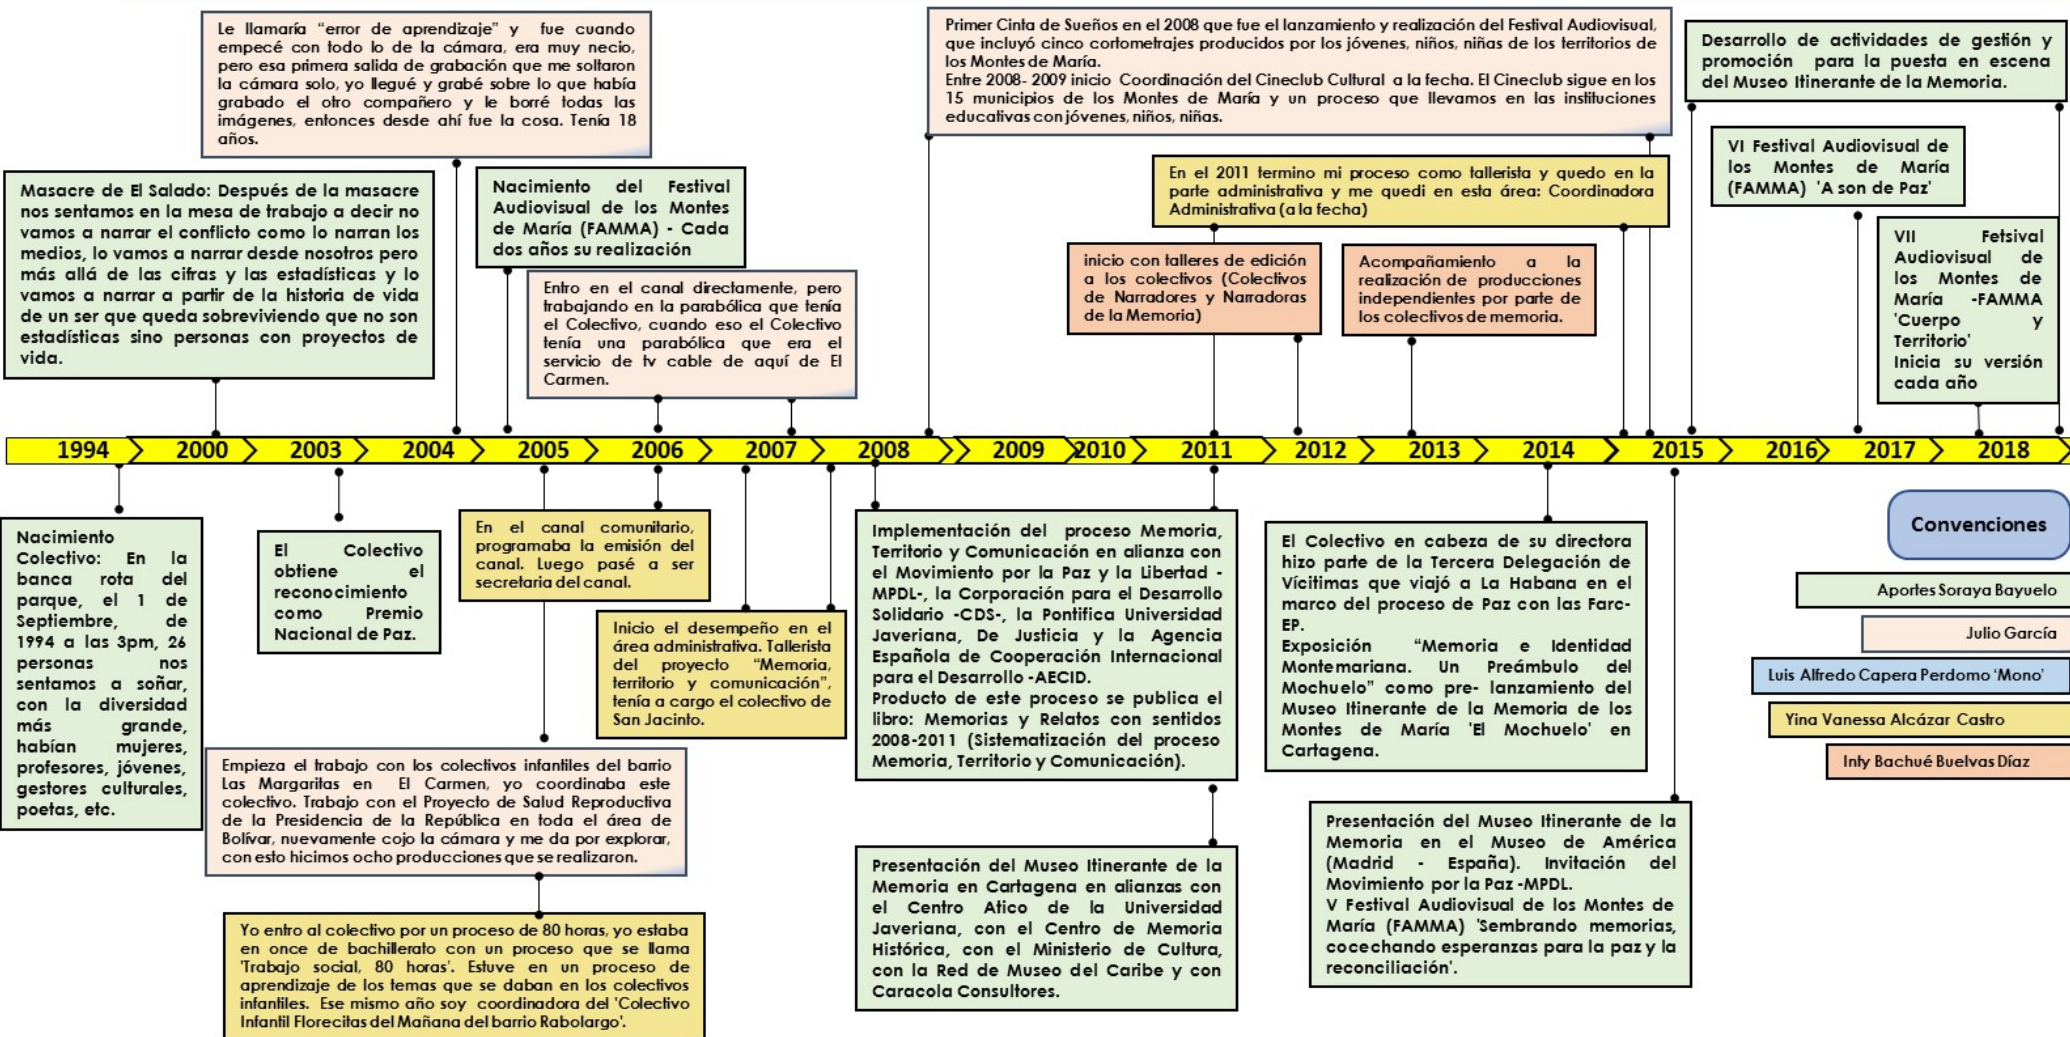 Le llamaría “error de aprendizaje” y fue cuando
empecé con todo lo de la cámara, era muy necio,
pero esa primera salida de grabación que me soltaron
la cámara solo, yo llegué y grabé sobre lo que había
grabado el otro compañero y le borré todas las
imágenes, entonces desde ahí fue la cosa. Tenía 18
años.
Primer Cinta de Sueños en el 2008 que fue el lanzamiento y realización del Festival Audiovisual,
que incluyó cinco cortometrajes producidos por los jóvenes, niños, niñas de los territorios de
los Montes de María.
Entre 2008- 2009 inicio Coordinación del Cineclub Cultural a la fecha. El Cineclub sigue en los
15 municipios de los Montes de María y un proceso que llevamos en las instituciones
educativas con jóvenes, niños, niñas.
Desarrollo de actividades de gestión y
promoción para la puesta en escena
del Museo Itinerante de la Memoria.
Masacre de El Salado: Después de la masacre
nos sentamos en la mesa de trabajo a decir no
vamos a narrar el conflicto como lo narran los
medios, lo vamos a narrar desde nosotros pero
más allá de las cifras y las estadísticas y lo
vamos a narrar a partir de la historia de vida
de un ser que queda sobreviviendo que no son
estadísticas sino personas con proyectos de
vida.
Nacimiento del Festival
Audiovisual de los Montes
de María (FAMMA) - Cada
dos años su realización
Entro en el canal directamente, pero
trabajando en la parabólica que tenía
el Colectivo, cuando eso el Colectivo
tenía una parabólica que era el
servicio de tv cable de aquí de El
Carmen.
En el 2011 termino mi proceso como tallerista y quedo en la
parte administrativa y me quedi en esta área: Coordinadora
Administrativa (a la fecha)
inicio con talleres de edición
a los colectivos (Colectivos
de Narradores y Narradoras
de la Memoria)
Acompañamiento a la
realización de producciones
independientes por parte de
los colectivos de memoria.
VI Festival Audiovisual de
los Montes de María
(FAMMA) 'A son de Paz'
VII Fetsival
Audiovisual de
los Montes de
María -FAMMA
'Cuerpo y
Territorio'
Inicia su versión
cada año
1994 2000 2003 2004 2005 2006 2007 2008 2009 2010 2011 2012 2013 2014 2015 2016 2017 2018
Nacimiento
Colectivo: En la
banca rota del
parque, el 1 de
Septiembre, de
1994 a las 3pm, 26
personas nos
sentamos a soñar,
con la diversidad
más grande,
habían mujeres,
profesores, jóvenes,
gestores culturales,
poetas, etc.
El Colectivo
obtiene el
reconocimiento
como Premio
Nacional de Paz.
En el canal comunitario,
programaba la emisión del
canal. Luego pasé a ser
secretaria del canal.
Inicio el desempeño en el
área administrativa. Tallerista
del proyecto “Memoria,
territorio y comunicación”,
tenía a cargo el colectivo de
San Jacinto.
Empieza el trabajo con los colectivos infantiles del barrio
Las Margaritas en El Carmen, yo coordinaba este
colectivo. Trabajo con el Proyecto de Salud Reproductiva
de la Presidencia de la República en toda el área de
Bolívar, nuevamente cojo la cámara y me da por explorar,
con esto hicimos ocho producciones que se realizaron.
Yo entro al colectivo por un proceso de 80 horas, yo estaba
en once de bachillerato con un proceso que se llama
'Trabajo social, 80 horas'. Estuve en un proceso de
aprendizaje de los temas que se daban en los colectivos
infantiles. Ese mismo año soy coordinadora del 'Colectivo
Infantil Florecitas del Mañana del barrio Rabolargo'.
Implementación del proceso Memoria,
Territorio y Comunicación en alianza con
el Movimiento por la Paz y la Libertad -
MPDL-, la Corporación para el Desarrollo
Solidario -CDS-, la Pontifica Universidad
Javeriana, De Justicia y la Agencia
Española de Cooperación Internacional
para el Desarrollo -AECID.
Producto de este proceso se publica el
libro: Memorias y Relatos con sentidos
2008-2011 (Sistematización del proceso
Memoria, Territorio y Comunicación).
Presentación del Museo Itinerante de la
Memoria en Cartagena en alianzas con
el Centro Atico de la Universidad
Javeriana, con el Centro de Memoria
Histórica, con el Ministerio de Cultura,
con la Red de Museo del Caribe y con
Caracola Consultores.
El Colectivo en cabeza de su directora
hizo parte de la Tercera Delegación de
Vícitimas que viajó a La Habana en el
marco del proceso de Paz con las Farc-
EP.
Exposición “Memoria e Identidad
Montemariana. Un Preámbulo del
Mochuelo” como pre- lanzamiento del
Museo Itinerante de la Memoria de los
Montes de María 'El Mochuelo' en
Cartagena.
Presentación del Museo Itinerante de la
Memoria en el Museo de América
(Madrid - España). Invitación del
Movimiento por la Paz -MPDL.
V Festival Audiovisual de los Montes de
María (FAMMA) 'Sembrando memorias,
cocechando esperanzas para la paz y la
reconciliación'.
Convenciones
Aportes Soraya Bayuelo
Julio García
Luis Alfredo Capera Perdomo ‘Mono’
Yina Vanessa Alcázar Castro
Inty Bachué Buelvas Díaz